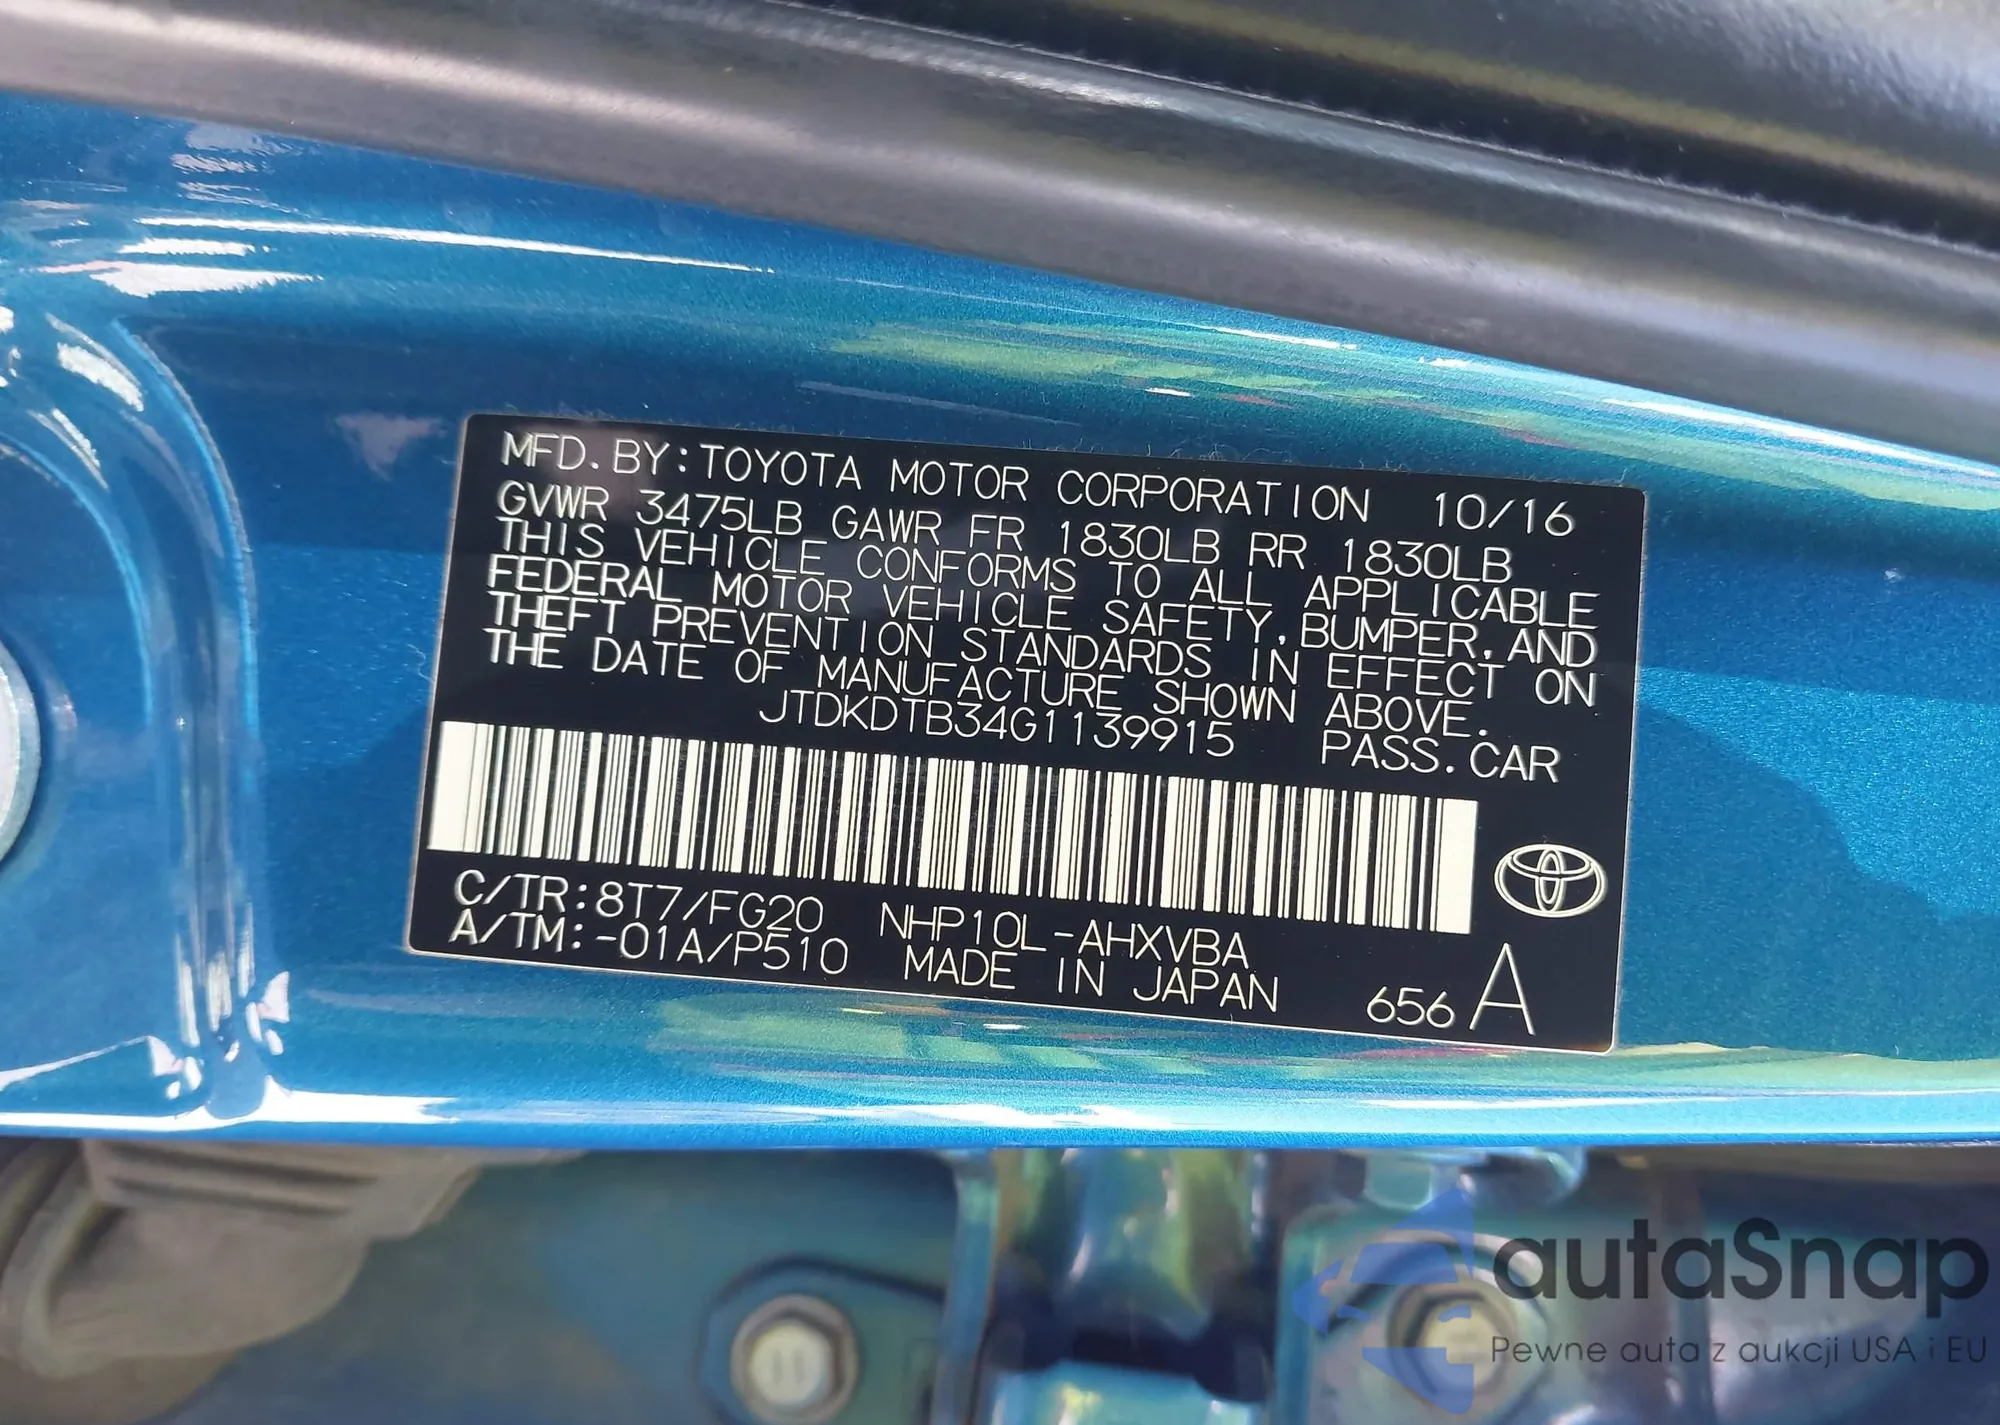 MFD.BY:TOYOTA MOTOR CORPORATION 10/16
GVWR 3475LB GAWR FR 1830LB RR 1830LB
THIS VEHICLE CONFORMS TO ALL APPLICABLE
FEDERAL MOTOR VEHICLE SAFETY,BUMPER,AND
THEFT PREVENTION STANDARDS IN EFFECT ON
THE DATE OF MANUFACTURE SHOWN ABOVE.
JTDKDTB34G1139915 PASS.CAR
C/TR:8T7/FG20 NHP10L-AHXVBA
A/TM:-01A/P510 MADE IN JAPAN 656 A
autaSnap
Pewne auta z aukcji USA i EU